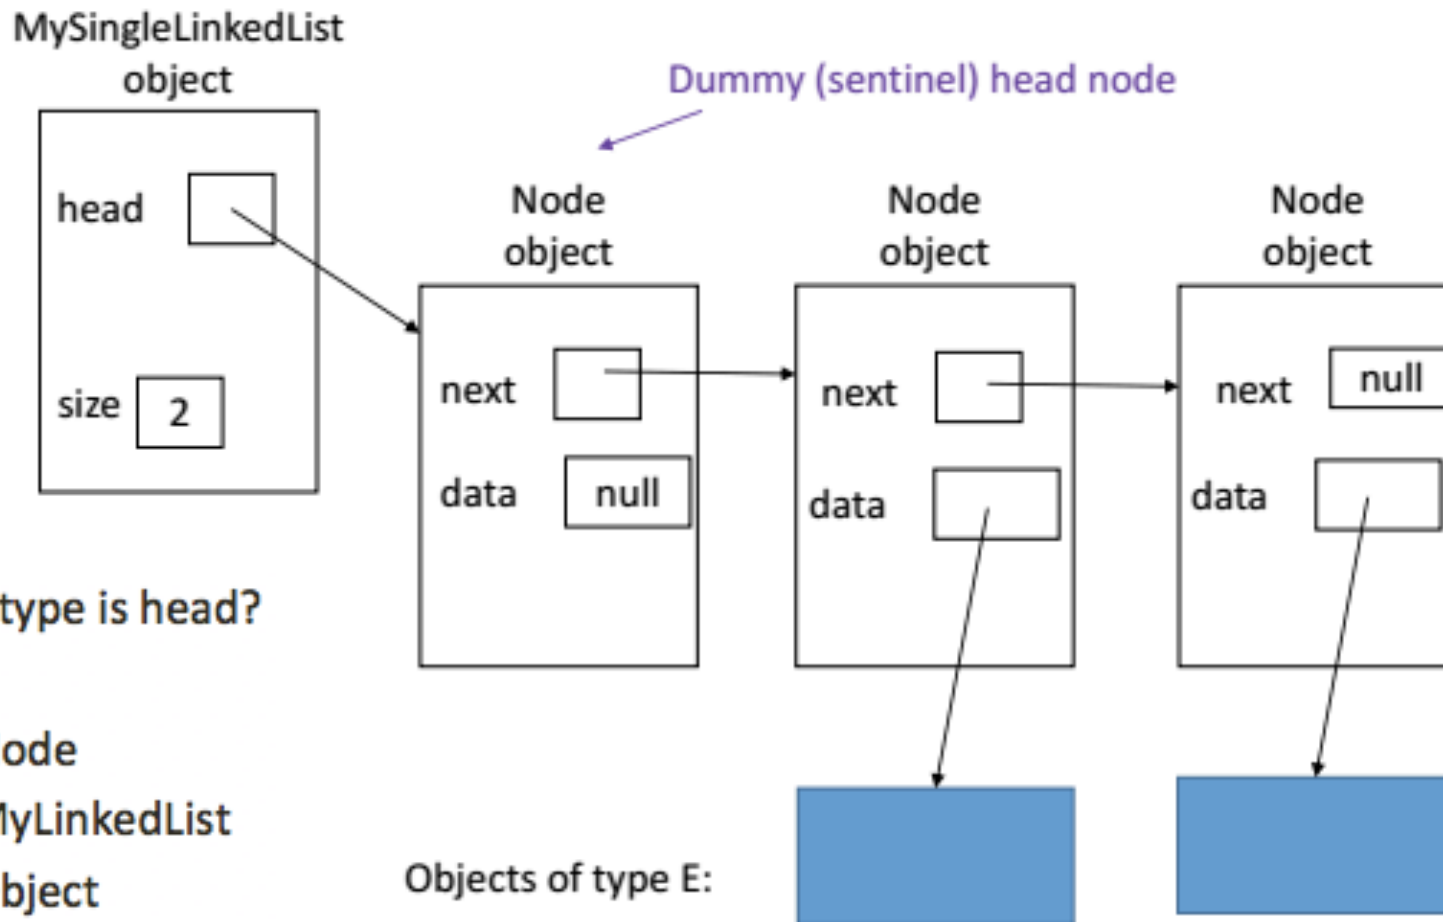 MySingleLinkedList
object
Dummy (sentinel) head node
head
size 2
Node
object
next
data null
Node
object
next
data
Node
object
next null
data
type is head?
ode
MyLinkedList
bject
Objects of type E: